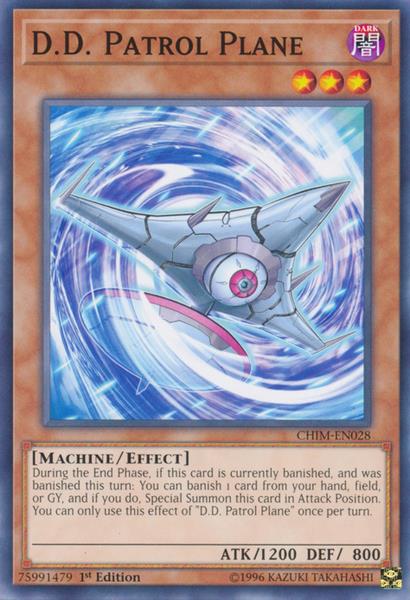 D.D. PATROL PLANE
DARK
闇
CHIM-EN028
[MACHINE/EFFECT]
During the End Phase, if this card is currently banished, and was
banished this turn: You can banish 1 card from your hand, field,
or GY, and if you do, Special Summon this card in Attack Position.
You can only use this effect of "D.D. Patrol Plane" once per turn.
ATK/1200 DEF/ 800
75991479 1st Edition ©1996 KAZUKI TAKAHASHI